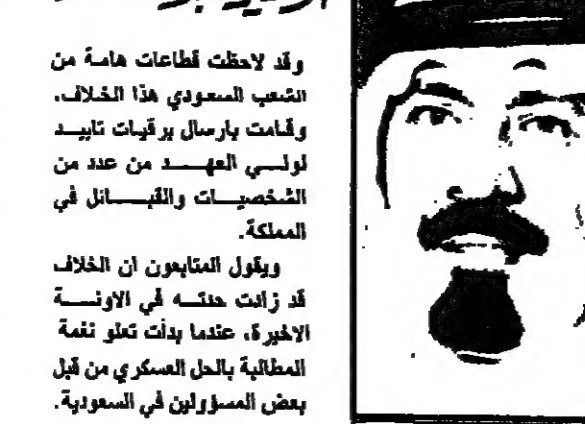 وقد لاحظت قطاعات هامة من
الشعب السعودي هذا الخلاف،
وقامت بارسال برقيات تاييد
لولي العهد من عدد من
الشخصيات والقبائل في
المملكة.
ويقول المتابعون ان الخلاف
قد زادت حدته في الاونة
الاخيرة، عندما بدأت تعلو نغمة
المطالبة بالحل العسكري من قبل
بعض المسؤولين في السعودية.